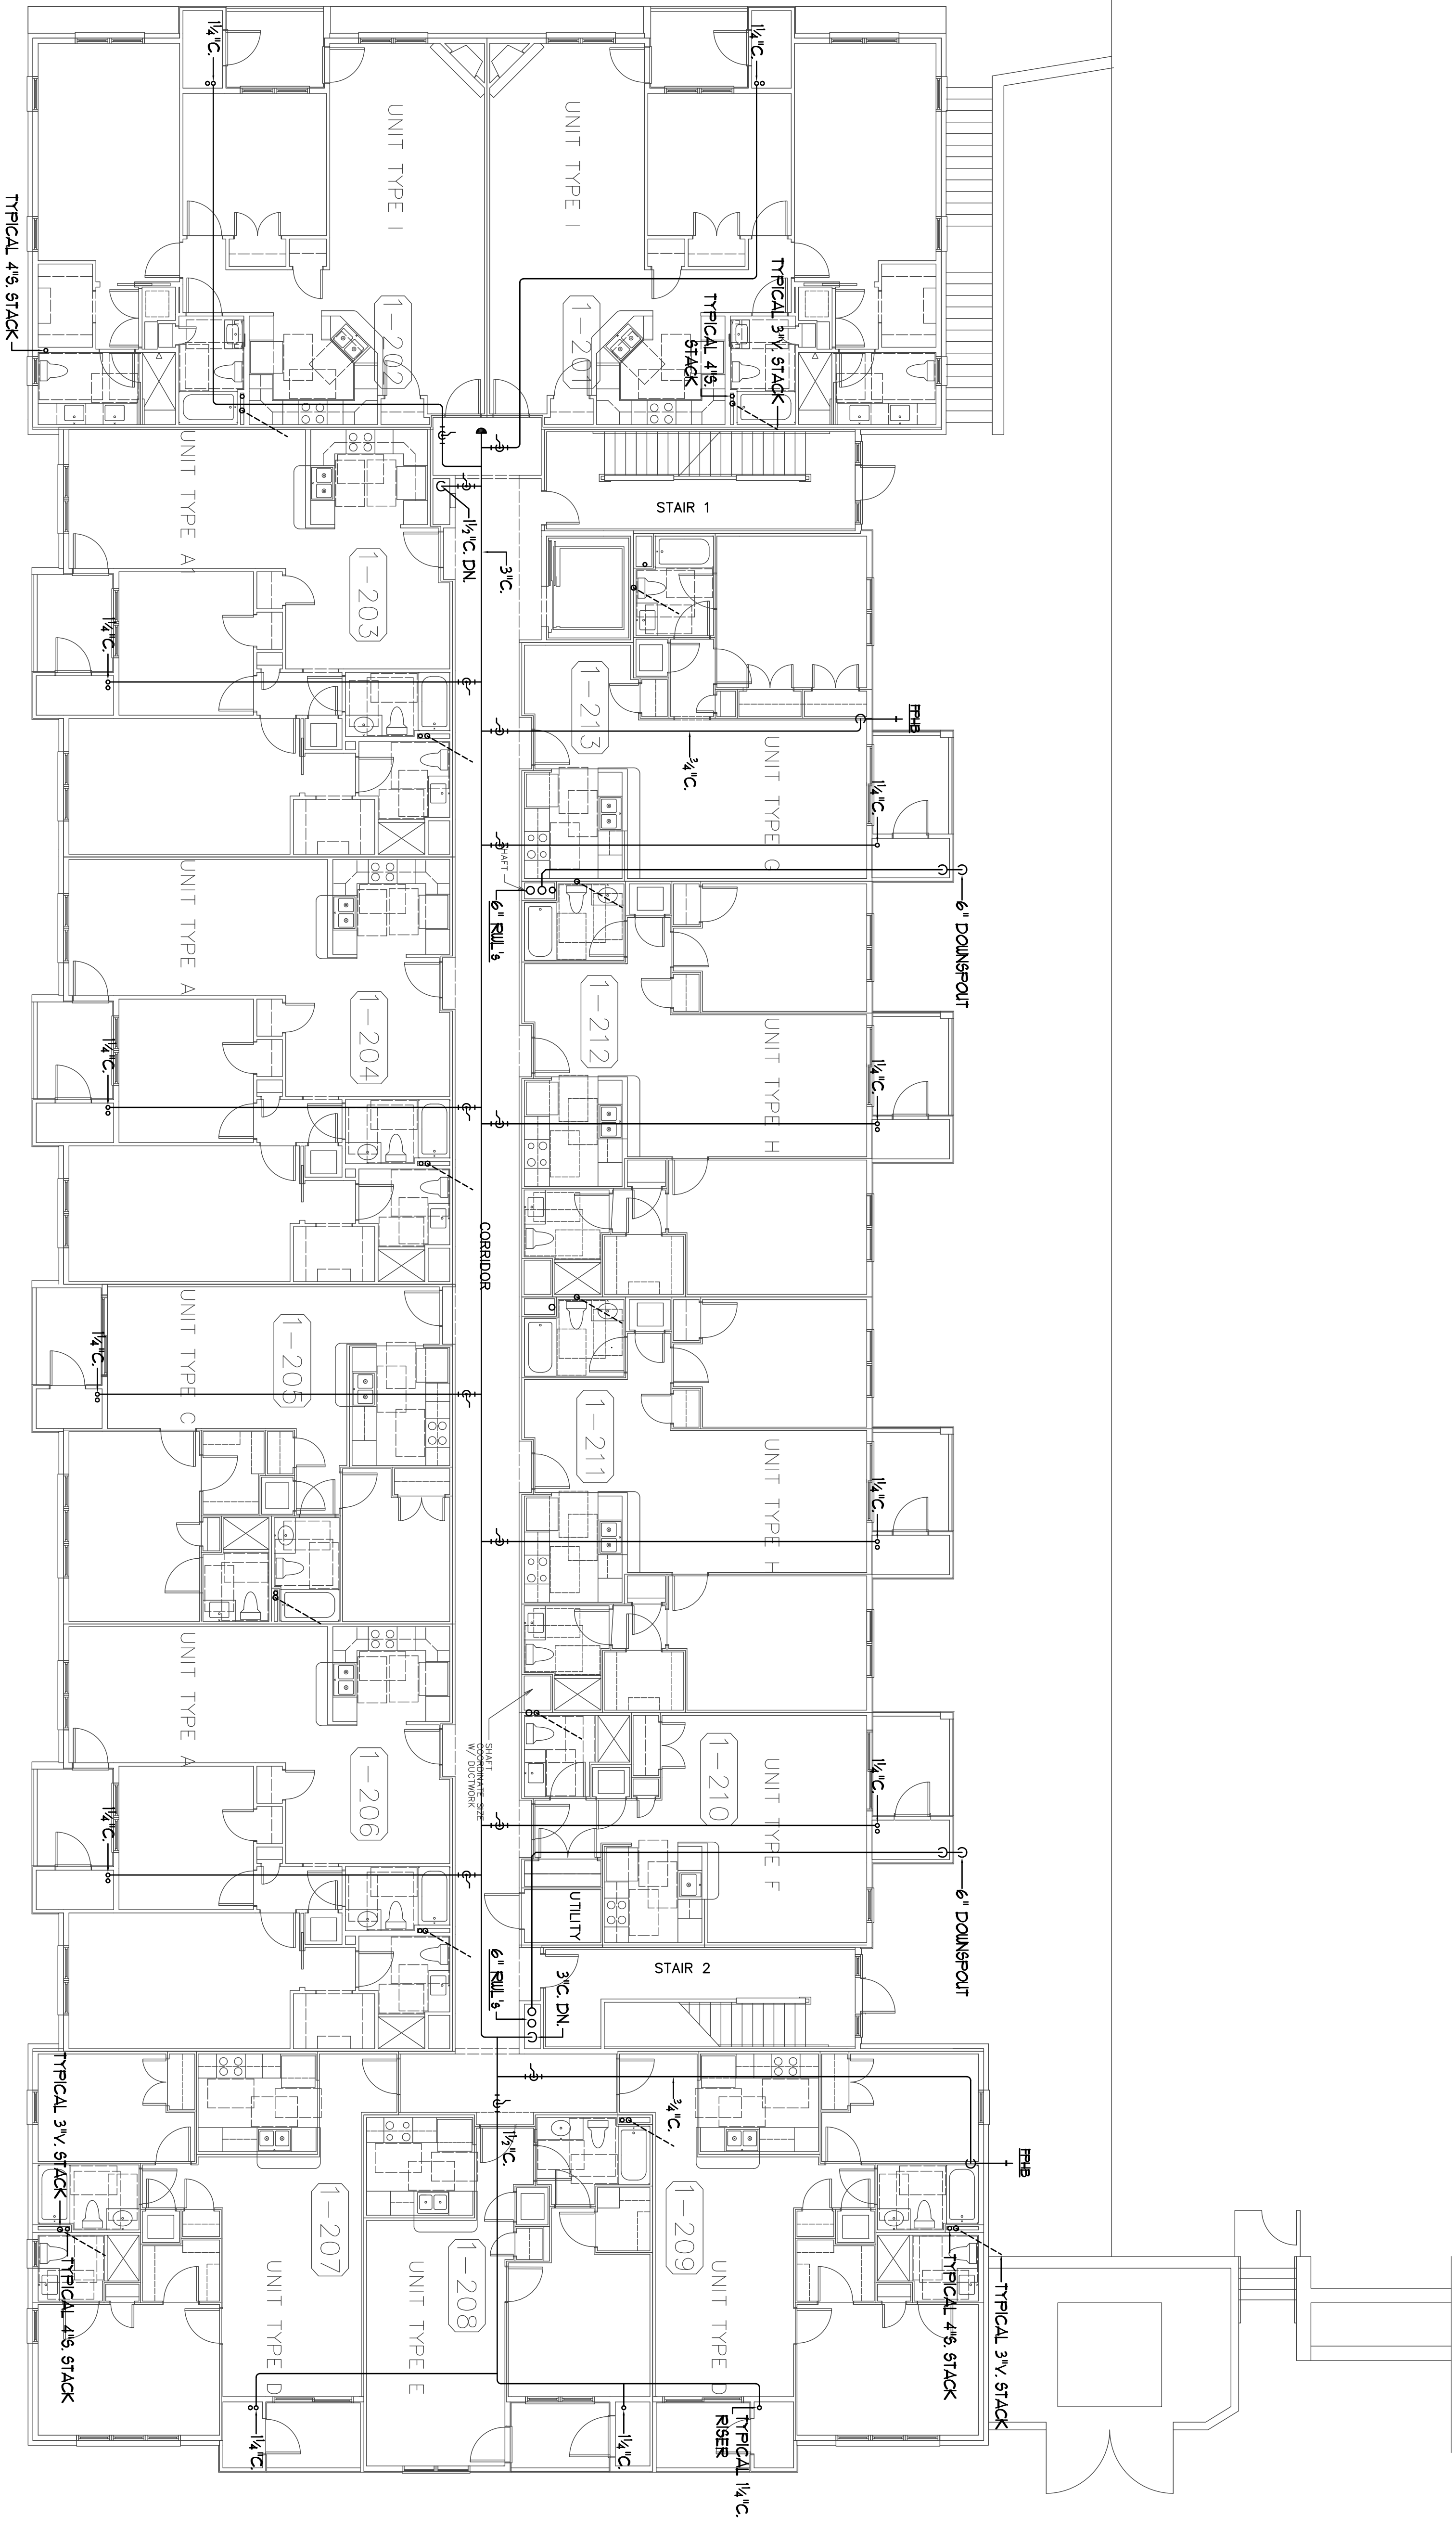 1¼"C.
1¼"C.
UNIT TYPE I
UNIT TYPE I
TYPICAL 4"S. STACK
1-202
1-201
TYPICAL 4"S.
STACK
TYPICAL 3"V. STACK
STAIR 1
UNIT TYPE A1
1-203
1½"C. DN.
3"C.
1¼"C.
1-213
UNIT TYPE G
¾"C.
FPHB
1¼"C.
SHAFT
6" RWL's
6" DOWNSPOUT
UNIT TYPE A
1-204
1¼"C.
1-212
UNIT TYPE H
1¼"C.
CORRIDOR
UNIT TYPE C
1-205
1¼"C.
1-211
UNIT TYPE H
1¼"C.
UNIT TYPE A
1-206
1¼"C.
SHAFT
COORDINATE SIZE
W/ DUCTWORK
1-210
UNIT TYPE F
1¼"C.
UTILITY
6" DOWNSPOUT
6" RWL's
3"C. DN.
STAIR 2
TYPICAL 3"V. STACK
TYPICAL 4"S. STACK
1½"C.
¾"C.
FPHB
1-207
UNIT TYPE D
1-208
UNIT TYPE E
1-209
UNIT TYPE D
TYPICAL 4"S. STACK
TYPICAL 3"V. STACK
1¼"C.
1¼"C.
TYPICAL 1¼"C.
RISER